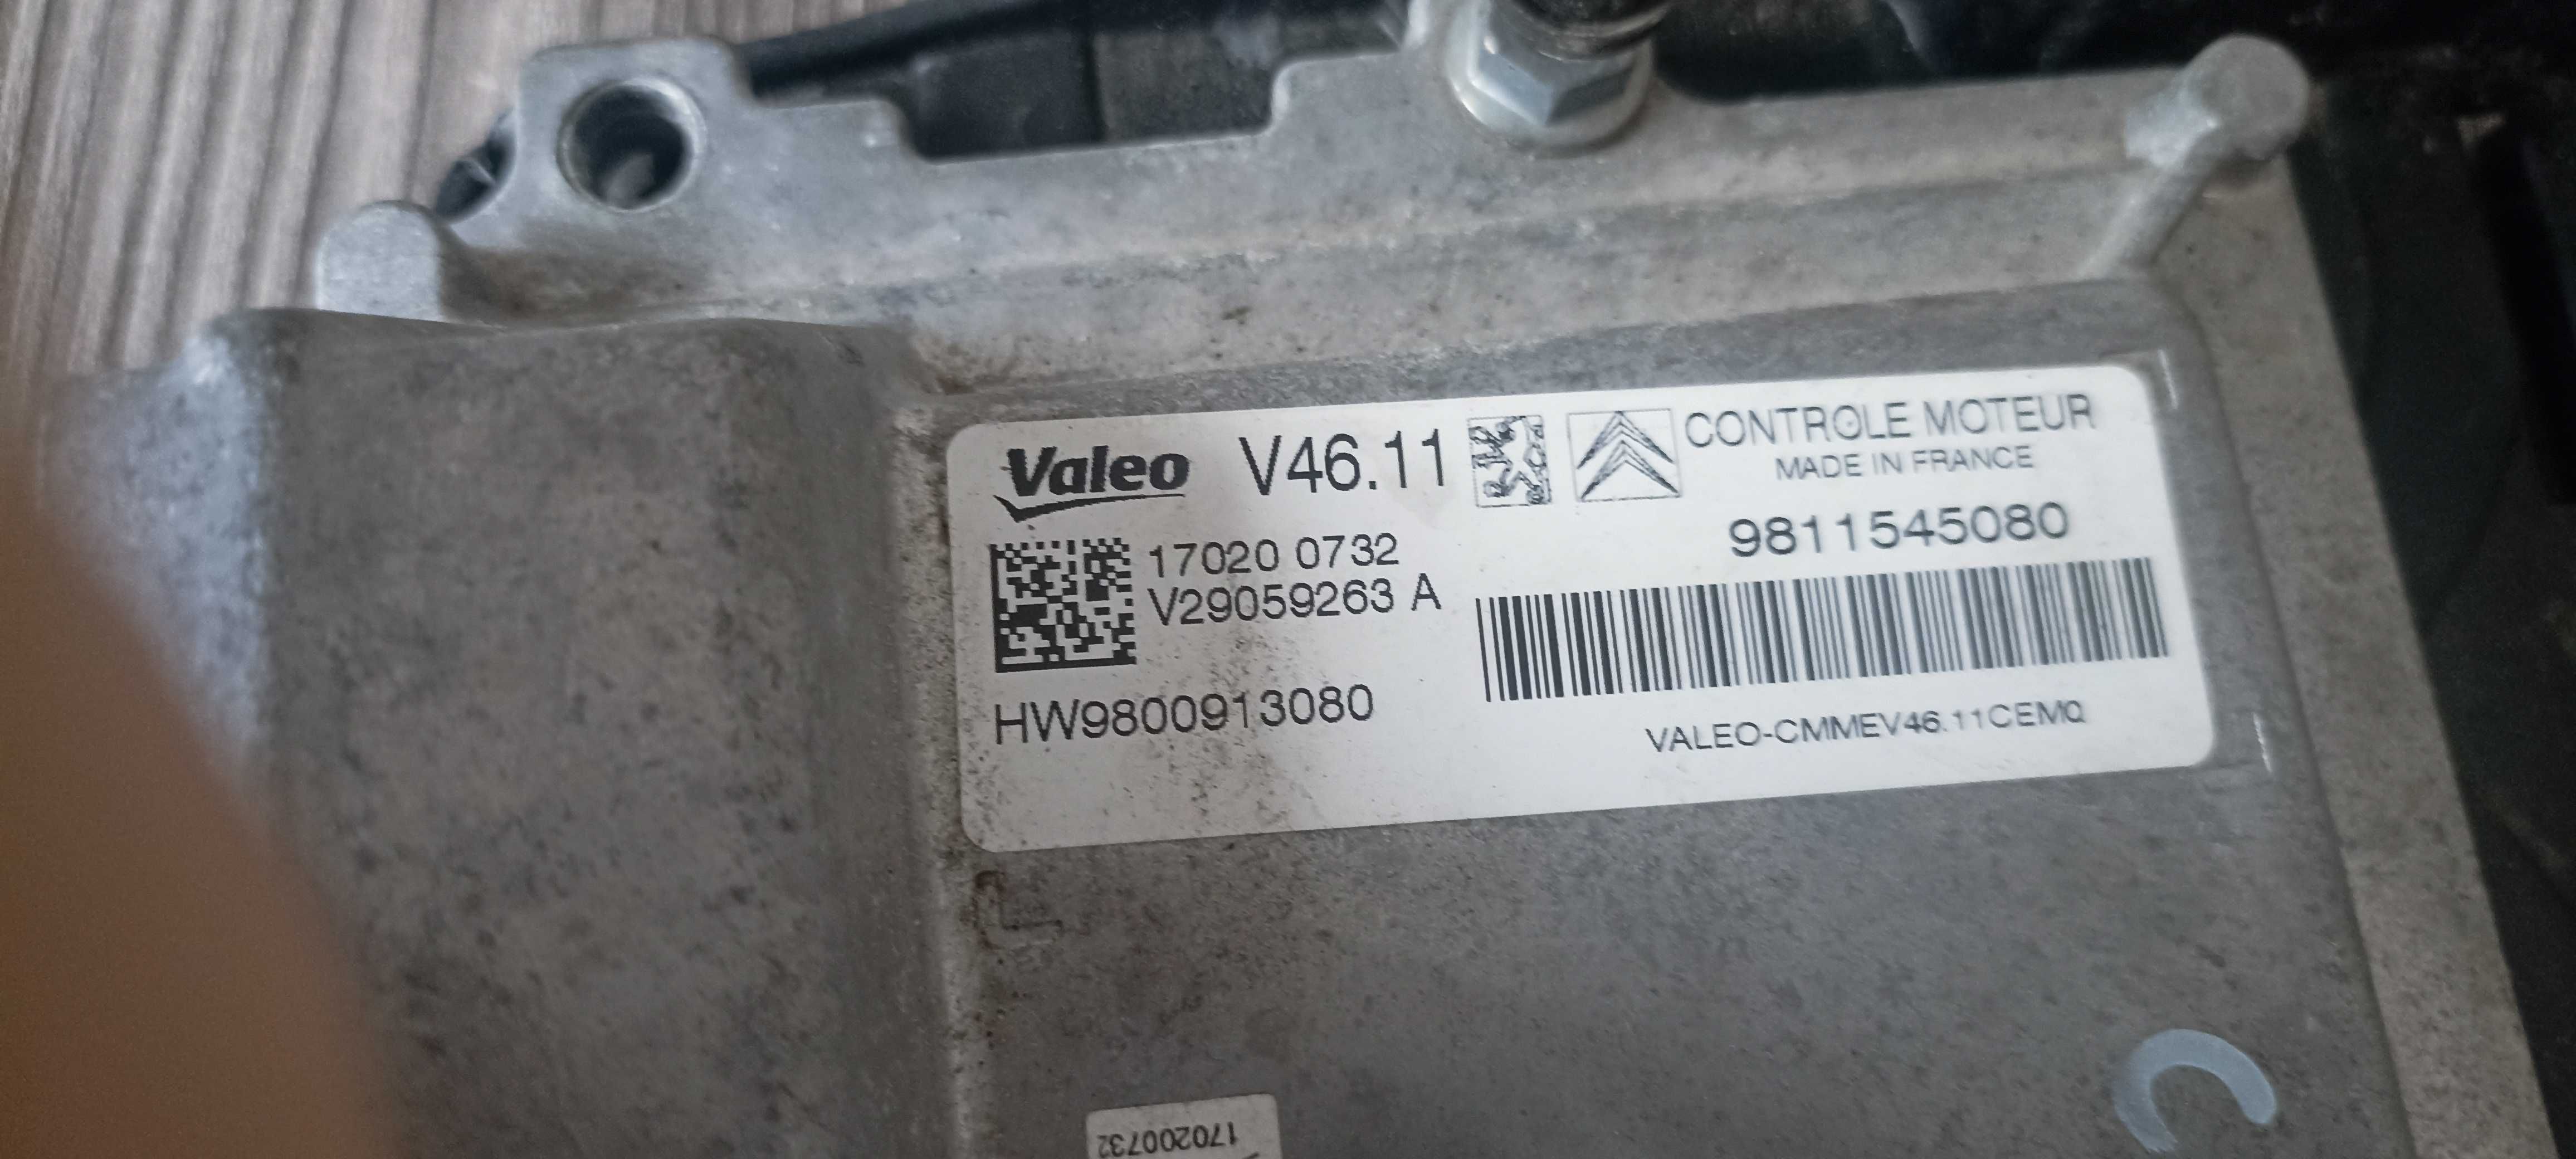 Valeo V46.11
CONTROLE MOTEUR
MADE IN FRANCE
17020 0732
V29059263 A
9811545080
HW9800913080
VALEO-CMMEV46.11CEMQ
170200732
C